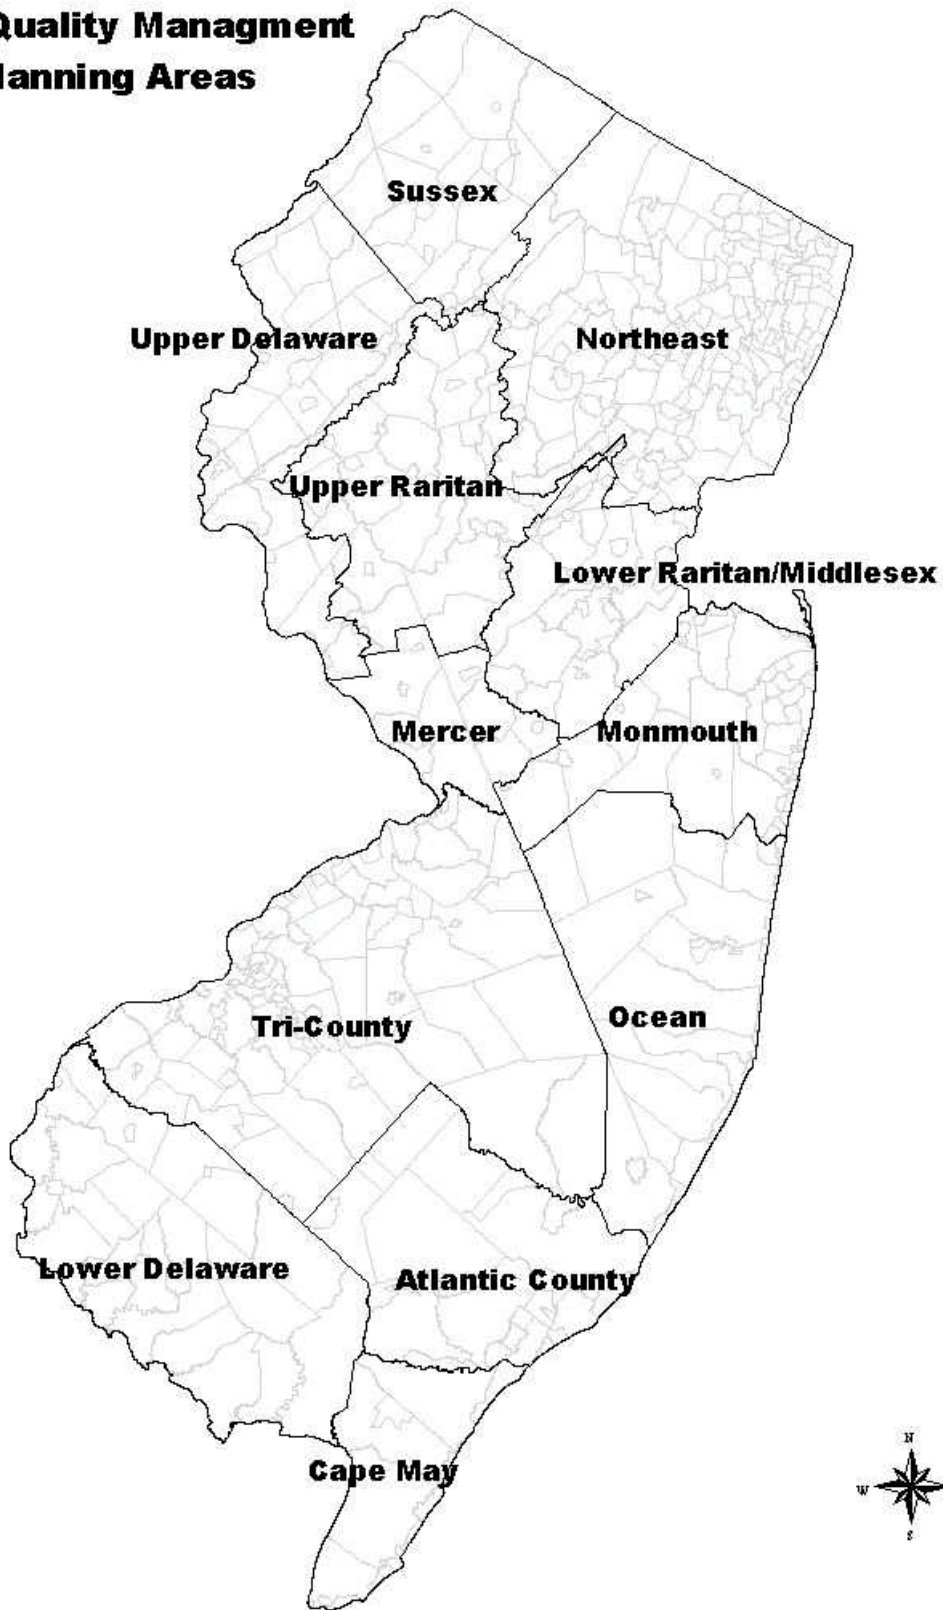 Quality Managment
lanning Areas
Sussex
Upper Delaware
Northeast
Upper Raritan
Lower Raritan/Middlesex
Mercer
Monmouth
Ocean
Tri-County
Lower Delaware
Atlantic County
Cape May
N
W
S